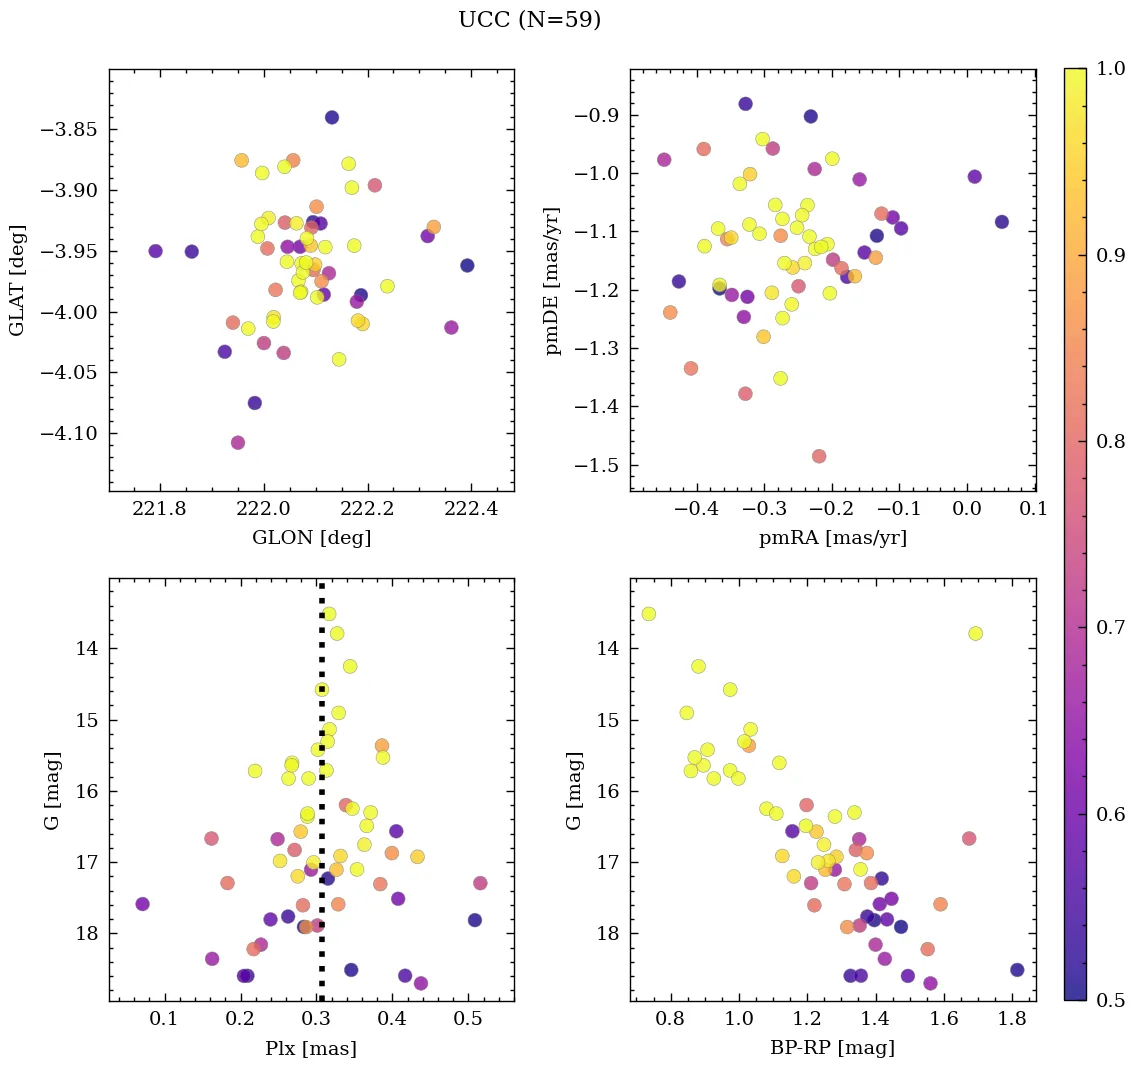 UCC (N=59)
−3.85
−3.90
−3.95
−4.00
−4.05
−4.10
GLAT [deg]
221.8 222.0 222.2 222.4
GLON [deg]
−0.9
−1.0
−1.1
−1.2
−1.3
−1.4
−1.5
pmDE [mas/yr]
−0.4 −0.3 −0.2 −0.1 0.0 0.1
pmRA [mas/yr]
14
15
16
17
18
G [mag]
0.1 0.2 0.3 0.4 0.5
Plx [mas]
14
15
16
17
18
G [mag]
0.8 1.0 1.2 1.4 1.6 1.8
BP-RP [mag]
1.0
0.9
0.8
0.7
0.6
0.5